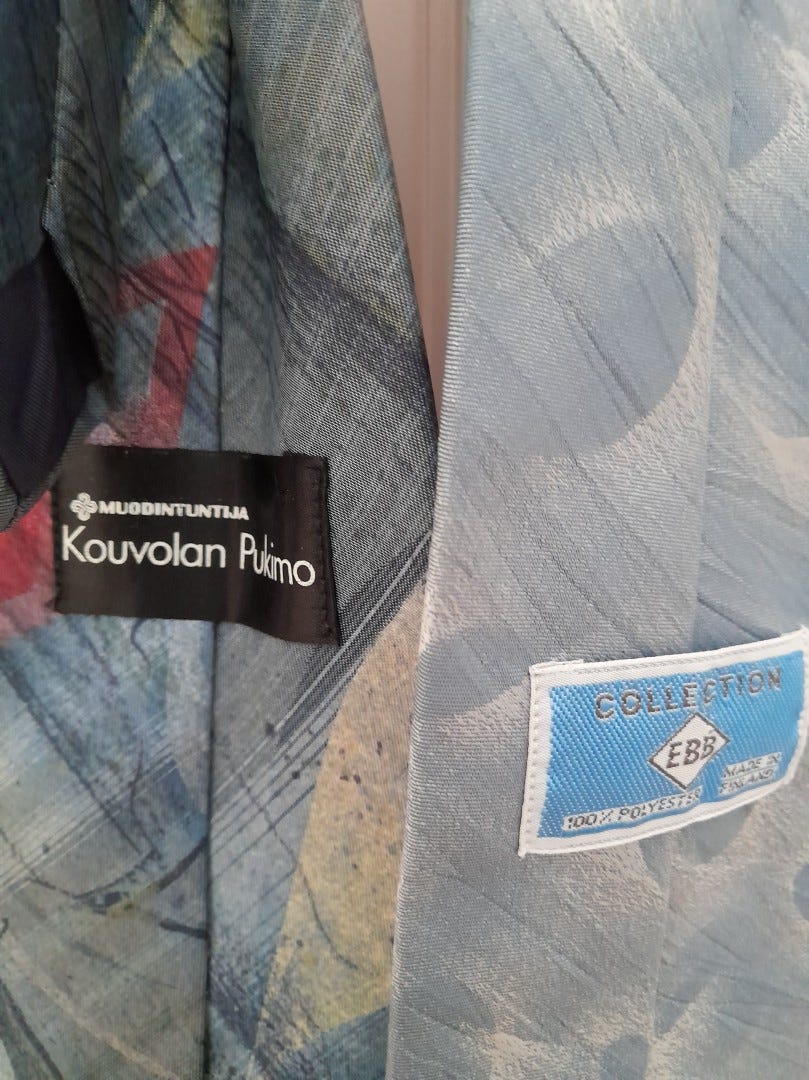 MUODINTUNTIJA
Kouvolan Pukimo
COLLECTION
EBB
MADE IN
FINLAND
100% POLYESTER